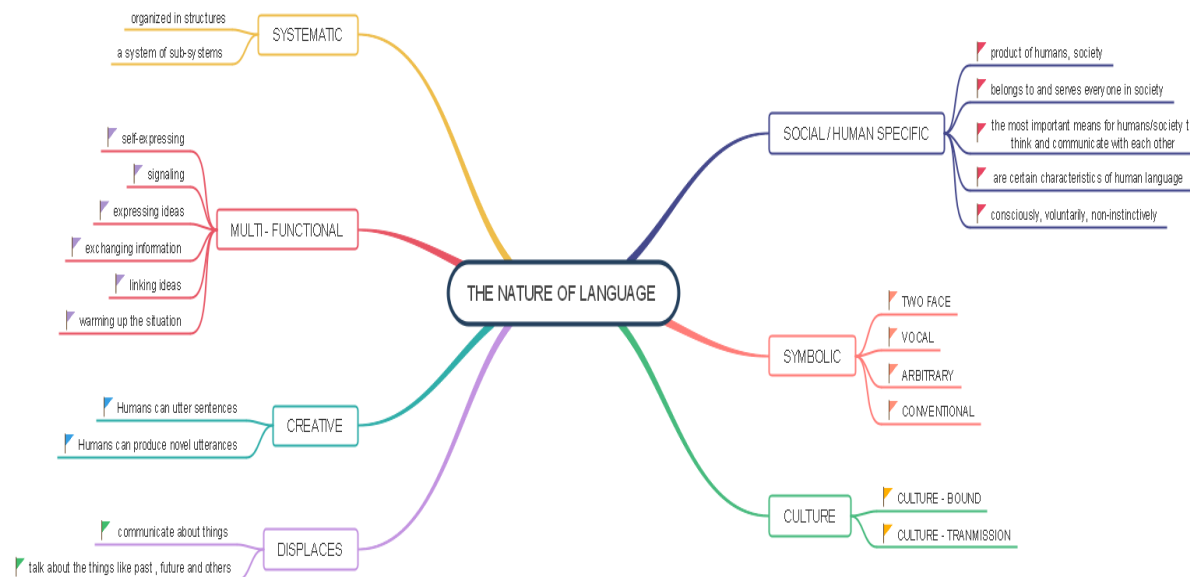 THE NATURE OF LANGUAGE
SYSTEMATIC
organized in structures
a system of sub-systems
MULTI - FUNCTIONAL
self-expressing
signaling
expressing ideas
exchanging information
linking ideas
warming up the situation
CREATIVE
Humans can utter sentences
Humans can produce novel utterances
DISPLACES
communicate about things
talk about the things like past , future and others
SOCIAL / HUMAN SPECIFIC
product of humans, society
belongs to and serves everyone in society
the most important means for humans/society t
think and communicate with each other
are certain characteristics of human language
consciously, voluntarily, non-instinctively
SYMBOLIC
TWO FACE
VOCAL
ARBITRARY
CONVENTIONAL
CULTURE
CULTURE - BOUND
CULTURE - TRANMISSION